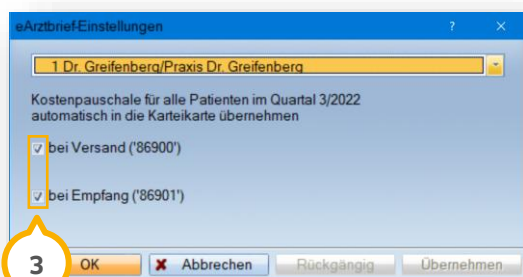 eArztbrief-Einstellungen
?
1 Dr. Greifenberg/Praxis Dr. Greifenberg
Kostenpauschale für alle Patienten im Quartal 3/2022
automatisch in die Karteikarte übernehmen
bei Versand ('86900')
bei Empfang ('86901')
3 OK Abbrechen Rückgängig Übernehmen